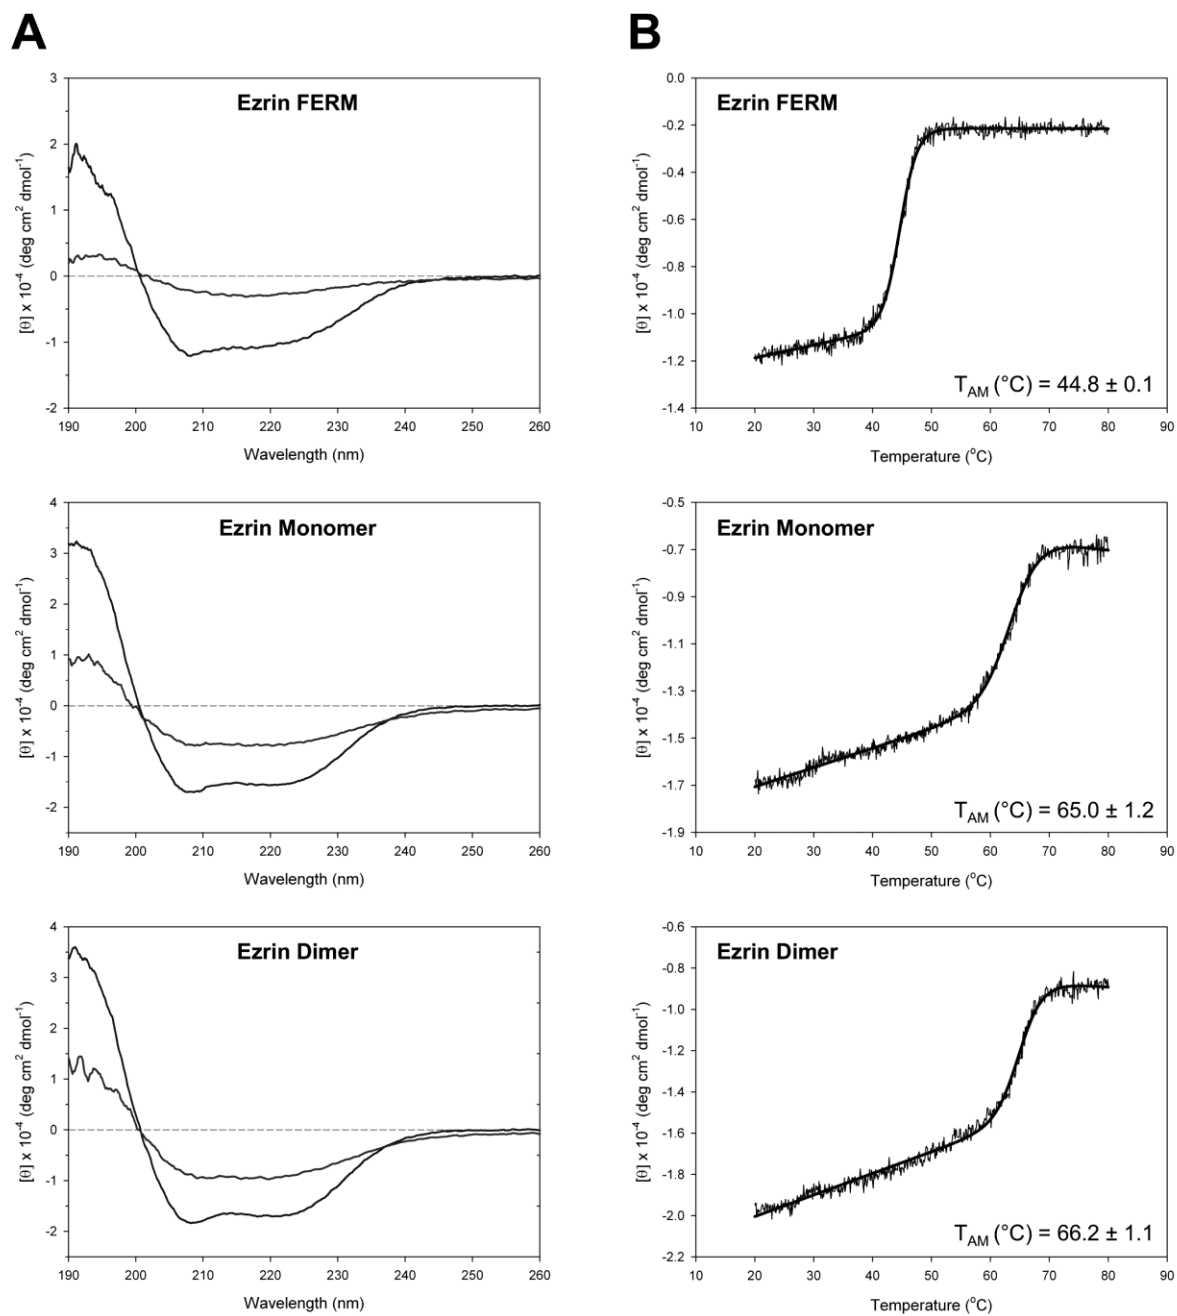 A
B
Ezrin FERM
3
2
1
0
-1
-2
[θ] x 10⁻⁴ (deg cm² dmol⁻¹)
190 200 210 220 230 240 250 260
Wavelength (nm)
Ezrin FERM
0.0
-0.2
-0.4
-0.6
-0.8
-1.0
-1.2
-1.4
[θ] x 10⁻⁴ (deg cm² dmol⁻¹)
T_AM (°C) = 44.8 ± 0.1
10 20 30 40 50 60 70 80 90
Temperature (°C)
Ezrin Monomer
4
3
2
1
0
-1
-2
[θ] x 10⁻⁴ (deg cm² dmol⁻¹)
190 200 210 220 230 240 250 260
Wavelength (nm)
Ezrin Monomer
-0.5
-0.7
-0.9
-1.1
-1.3
-1.5
-1.7
-1.9
[θ] x 10⁻⁴ (deg cm² dmol⁻¹)
T_AM (°C) = 65.0 ± 1.2
10 20 30 40 50 60 70 80 90
Temperature (°C)
Ezrin Dimer
4
3
2
1
0
-1
-2
[θ] x 10⁻⁴ (deg cm² dmol⁻¹)
190 200 210 220 230 240 250 260
Wavelength (nm)
Ezrin Dimer
-0.6
-0.8
-1.0
-1.2
-1.4
-1.6
-1.8
-2.0
-2.2
[θ] x 10⁻⁴ (deg cm² dmol⁻¹)
T_AM (°C) = 66.2 ± 1.1
10 20 30 40 50 60 70 80 90
Temperature (°C)